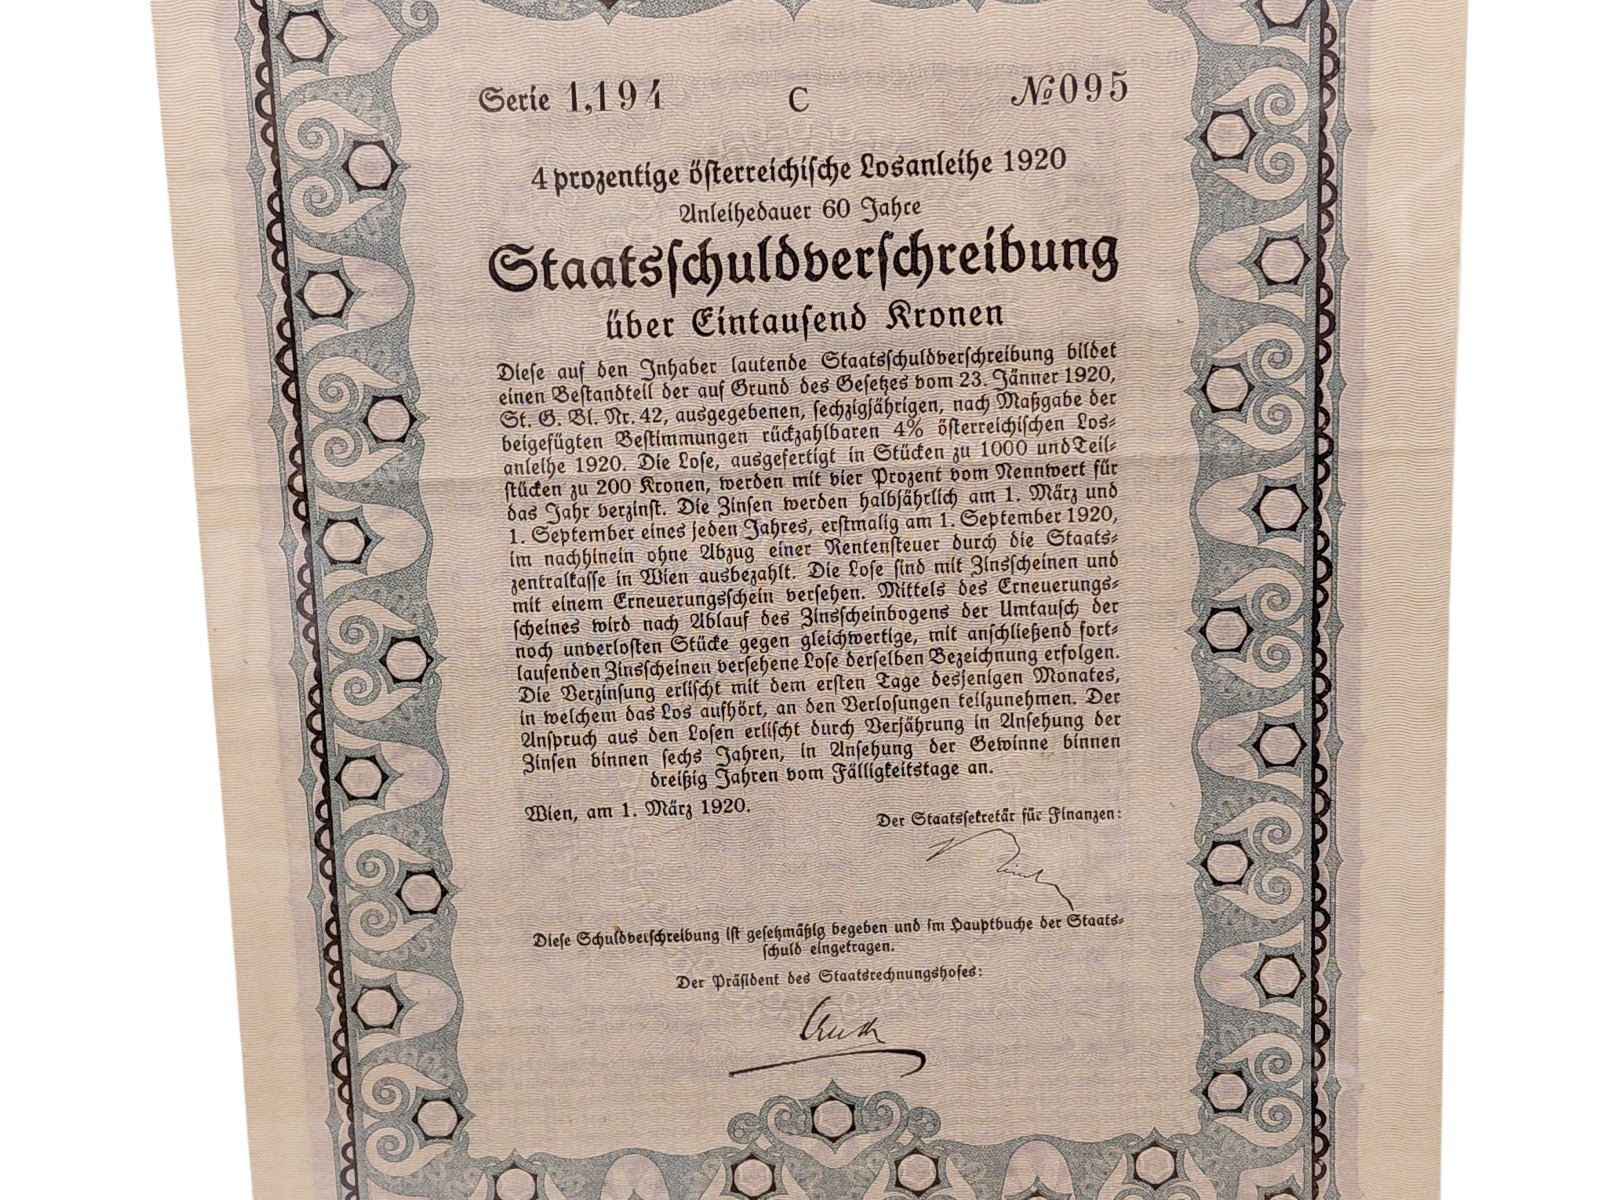 Serie 1,194 C № 095
4 prozentige österreichische Losanleihe 1920
Anleihedauer 60 Jahre
Staatsschuldverschreibung
über Eintausend Kronen
Diese auf den Inhaber lautende Staatsschuldverschreibung bildet
einen Bestandteil der auf Grund des Gesetzes vom 23. Jänner 1920,
St. G. Bl. Nr. 42, ausgegebenen, sechzigjährigen, nach Maßgabe der
beigefügten Bestimmungen rückzahlbaren 4% österreichischen Los-
anleihe 1920. Die Lose, ausgefertigt in Stücken zu 1000 und Teil-
stücken zu 200 Kronen, werden mit vier Prozent vom Nennwert für
das Jahr verzinst. Die Zinsen werden halbjährlich am 1. März und
1. September eines jeden Jahres, erstmalig am 1. September 1920,
im nachhinein ohne Abzug einer Rentensteuer durch die Staats-
zentralkasse in Wien ausbezahlt. Die Lose sind mit Zinsscheinen und
mit einem Erneuerungsschein versehen. Mittels des Erneuerungs-
scheines wird nach Ablauf des Zinsscheinbogens der Umtausch der
noch unverlosten Stücke gegen gleichwertige, mit anschließend fort-
laufenden Zinsscheinen versehene Lose derselben Bezeichnung erfolgen.
Die Verzinsung erlischt mit dem ersten Tage desjenigen Monates,
in welchem das Los aufhört, an den Verlosungen teilzunehmen. Der
Anspruch aus den Losen erlischt durch Verjährung in Ansehung der
Zinsen binnen sechs Jahren, in Ansehung der Gewinne binnen
dreißig Jahren vom Fälligkeitstage an.
Wien, am 1. März 1920.
Der Staatssekretär für Finanzen:
Diese Schuldverschreibung ist gesetzmäßig begeben und im Hauptbuche der Staats-
schuld eingetragen.
Der Präsident des Staatsrechnungshofes: